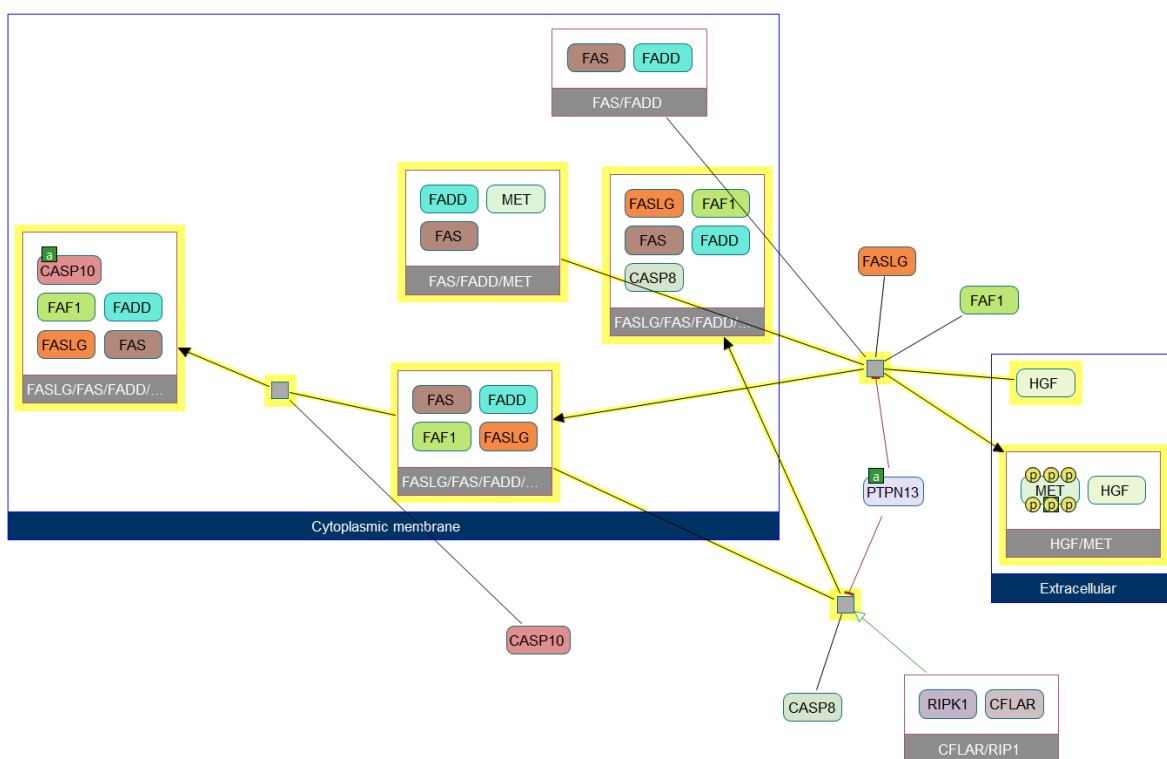 FAS FADD
FAS/FADD
FADD MET
FAS
FAS/FADD/MET
FASLG FAF1
FAS FADD
CASP8
FASLG/FAS/FADD/...
a
CASP10
FAF1 FADD
FASLG FAS
FASLG/FAS/FADD/...
FASLG
FAF1
HGF
FAS FADD
FAF1 FASLG
FASLG/FAS/FADD/...
a
PTPN13
p p p
MET HGF
p p p
HGF/MET
Cytoplasmic membrane
Extracellular
CASP10
CASP8
RIPK1 CFLAR
CFLAR/RIP1